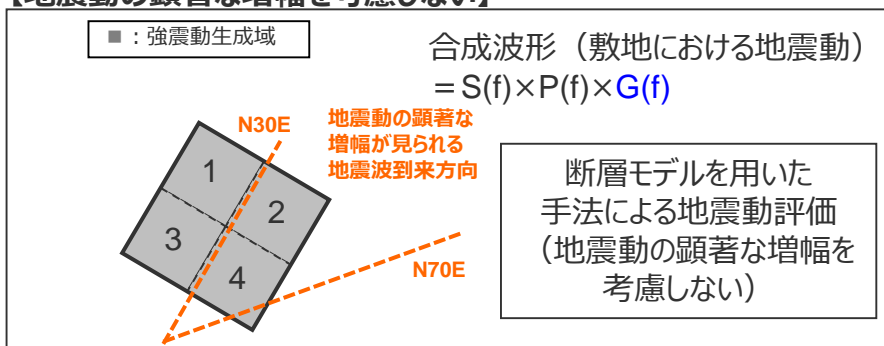 【地震動の顕著な増幅を考慮しない】
■：強震動生成域
合成波形（敷地における地震動）
＝S(f)×P(f)×G(f)
N30E
地震動の顕著な
増幅が見られる
地震波到来方向
1
2
3
4
N70E
断層モデルを用いた
手法による地震動評価
（地震動の顕著な増幅を
考慮しない）